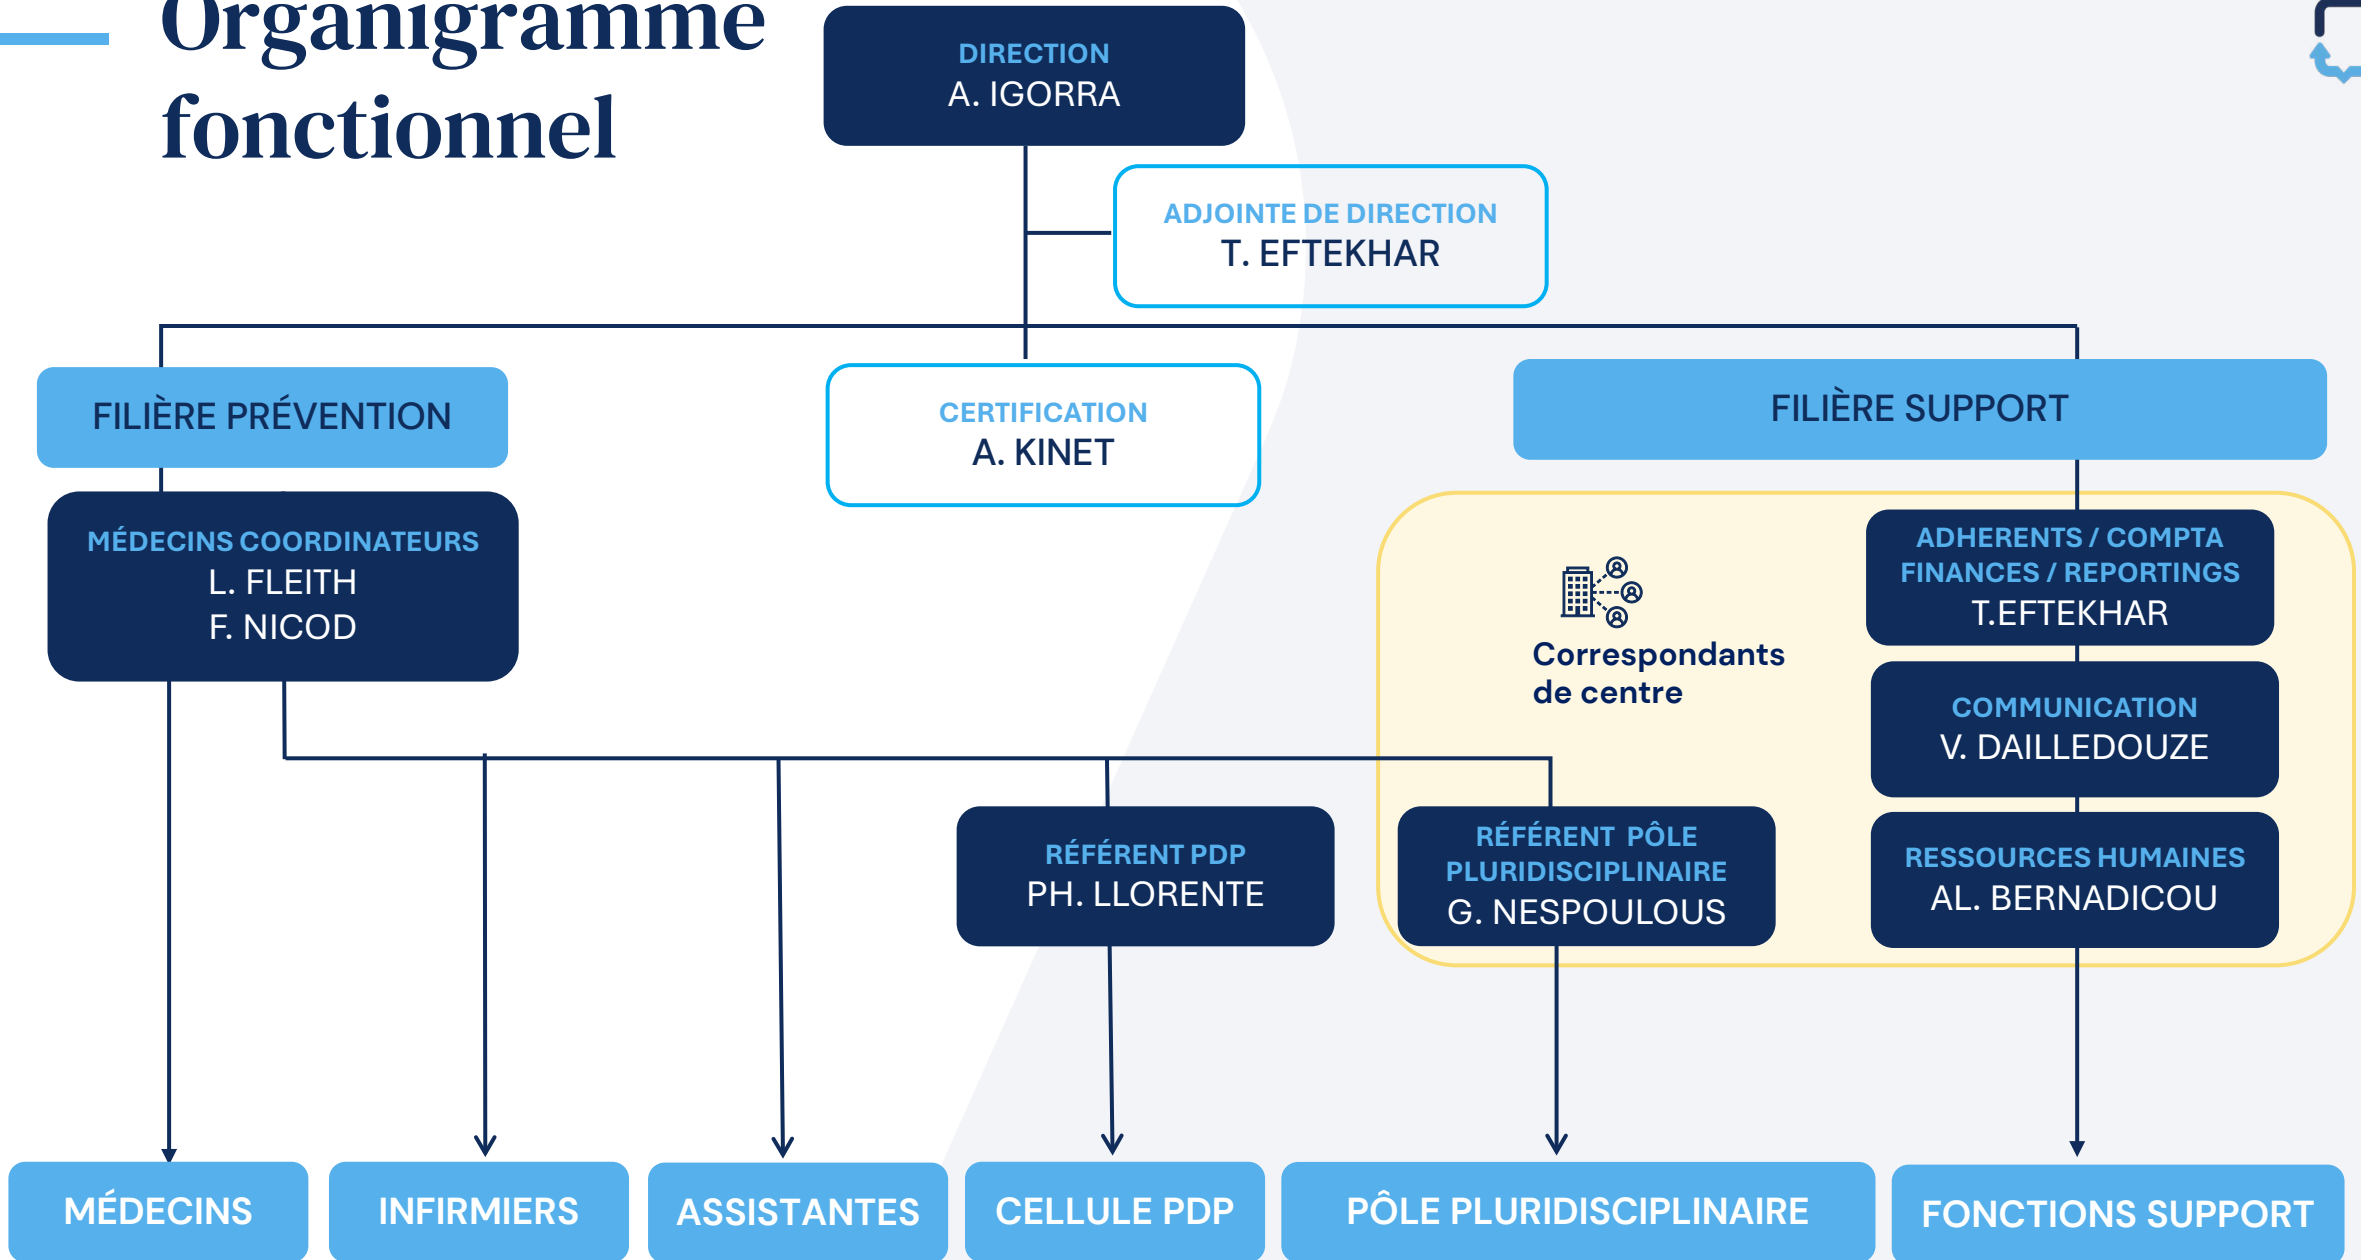 Organigramme
fonctionnel
DIRECTION
A. IGORRA
ADJOINTE DE DIRECTION
T. EFTEKHAR
FILIÈRE PRÉVENTION
CERTIFICATION
A. KINET
FILIÈRE SUPPORT
MÉDECINS COORDINATEURS
L. FLEITH
F. NICOD
Correspondants
de centre
ADHERENTS / COMPTA
FINANCES / REPORTINGS
T.EFTEKHAR
COMMUNICATION
V. DAILLEDOUZE
RÉFÉRENT PDP
PH. LLORENTE
RÉFÉRENT PÔLE
PLURIDISCIPLINAIRE
G. NESPOULOUS
RESSOURCES HUMAINES
AL. BERNADICOU
MÉDECINS
INFIRMIERS
ASSISTANTES
CELLULE PDP
PÔLE PLURIDISCIPLINAIRE
FONCTIONS SUPPORT